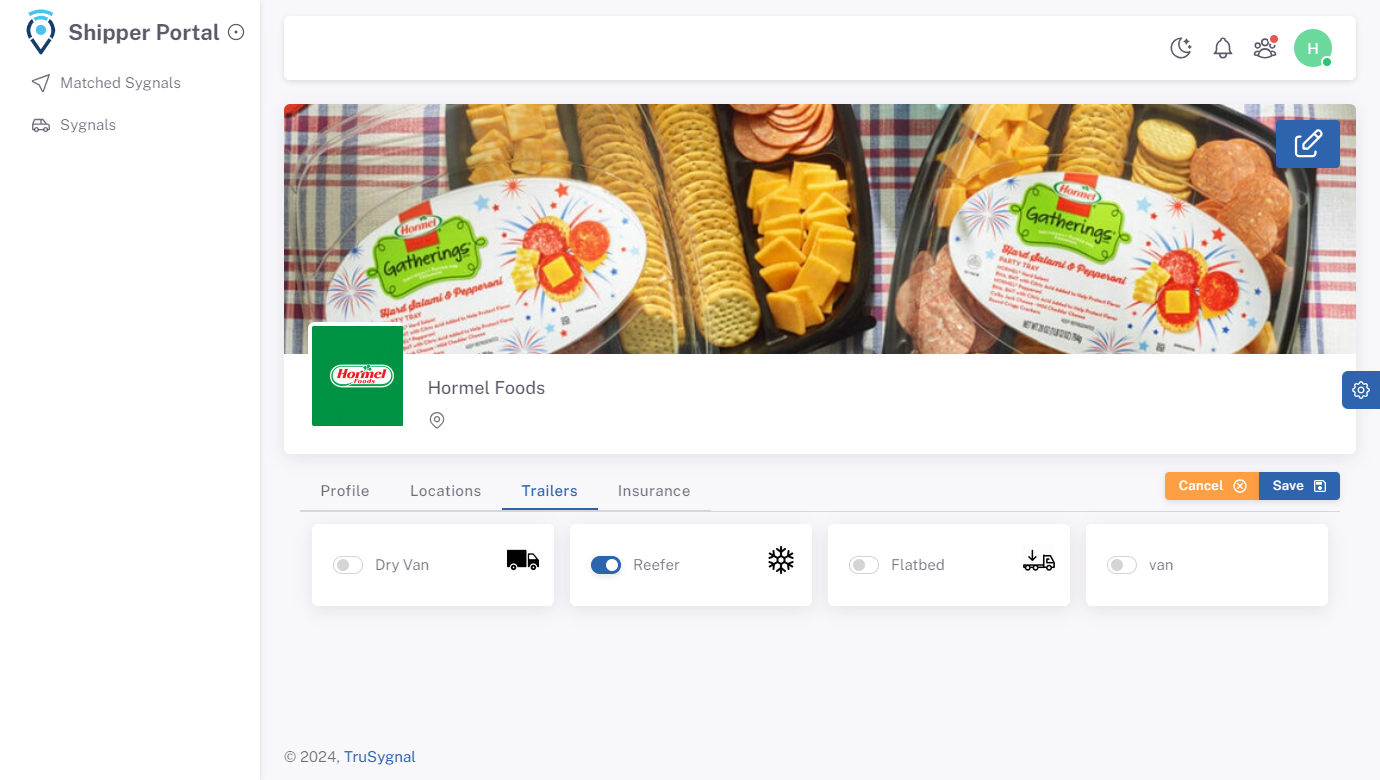 Shipper Portal
Matched Sygnals
Sygnals
H
Hormel
Gatherings
Hard Salami & Pepperoni
PARTY TRAY
Hormel
Gatherings
Hard Salami & Pepperoni
PARTY TRAY
Hormel
Foods
Hormel Foods
Profile
Locations
Trailers
Insurance
Cancel
Save
Dry Van
Reefer
Flatbed
van
© 2024, TruSygnal